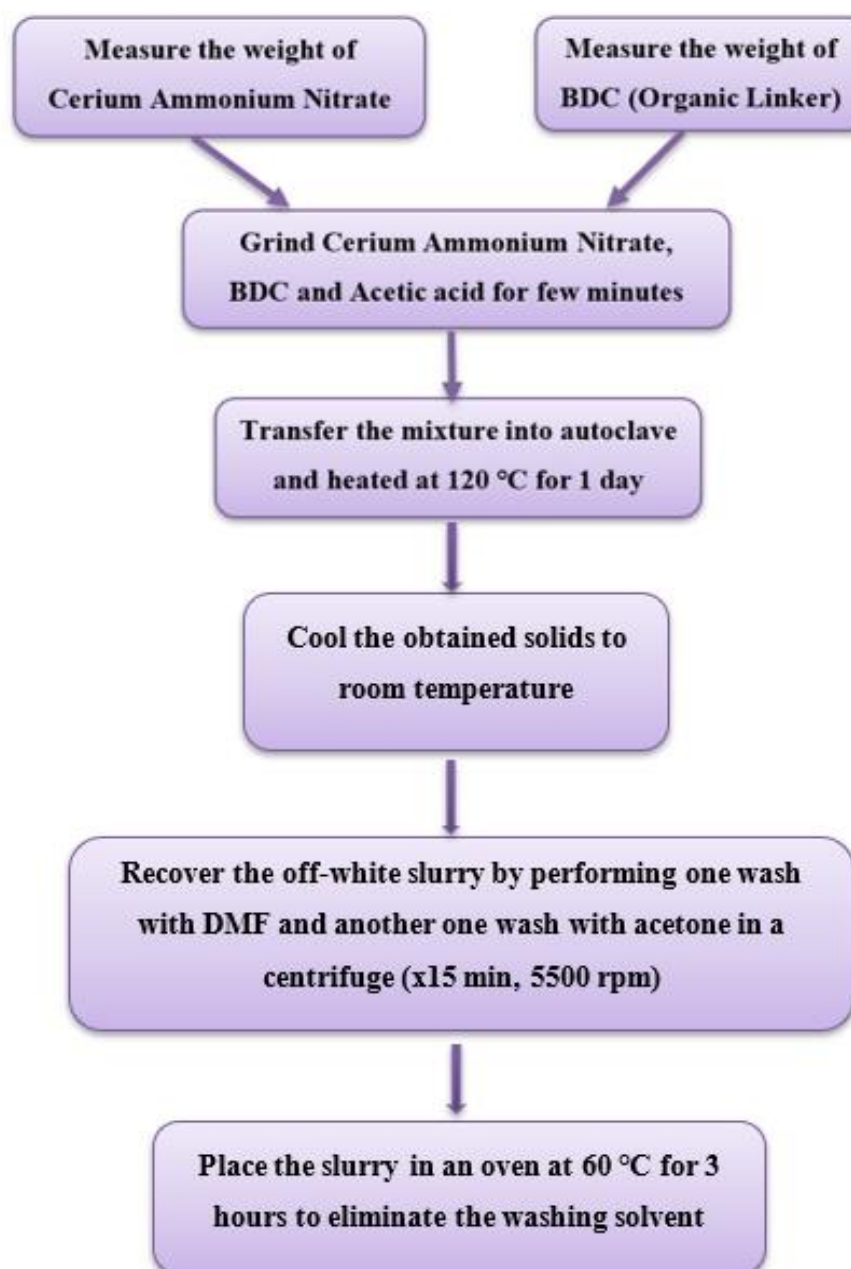 Measure the weight of
Cerium Ammonium Nitrate
Measure the weight of
BDC (Organic Linker)
Grind Cerium Ammonium Nitrate,
BDC and Acetic acid for few minutes
Transfer the mixture into autoclave
and heated at 120 °C for 1 day
Cool the obtained solids to
room temperature
Recover the off-white slurry by performing one wash
with DMF and another one wash with acetone in a
centrifuge (x15 min, 5500 rpm)
Place the slurry in an oven at 60 °C for 3
hours to eliminate the washing solvent